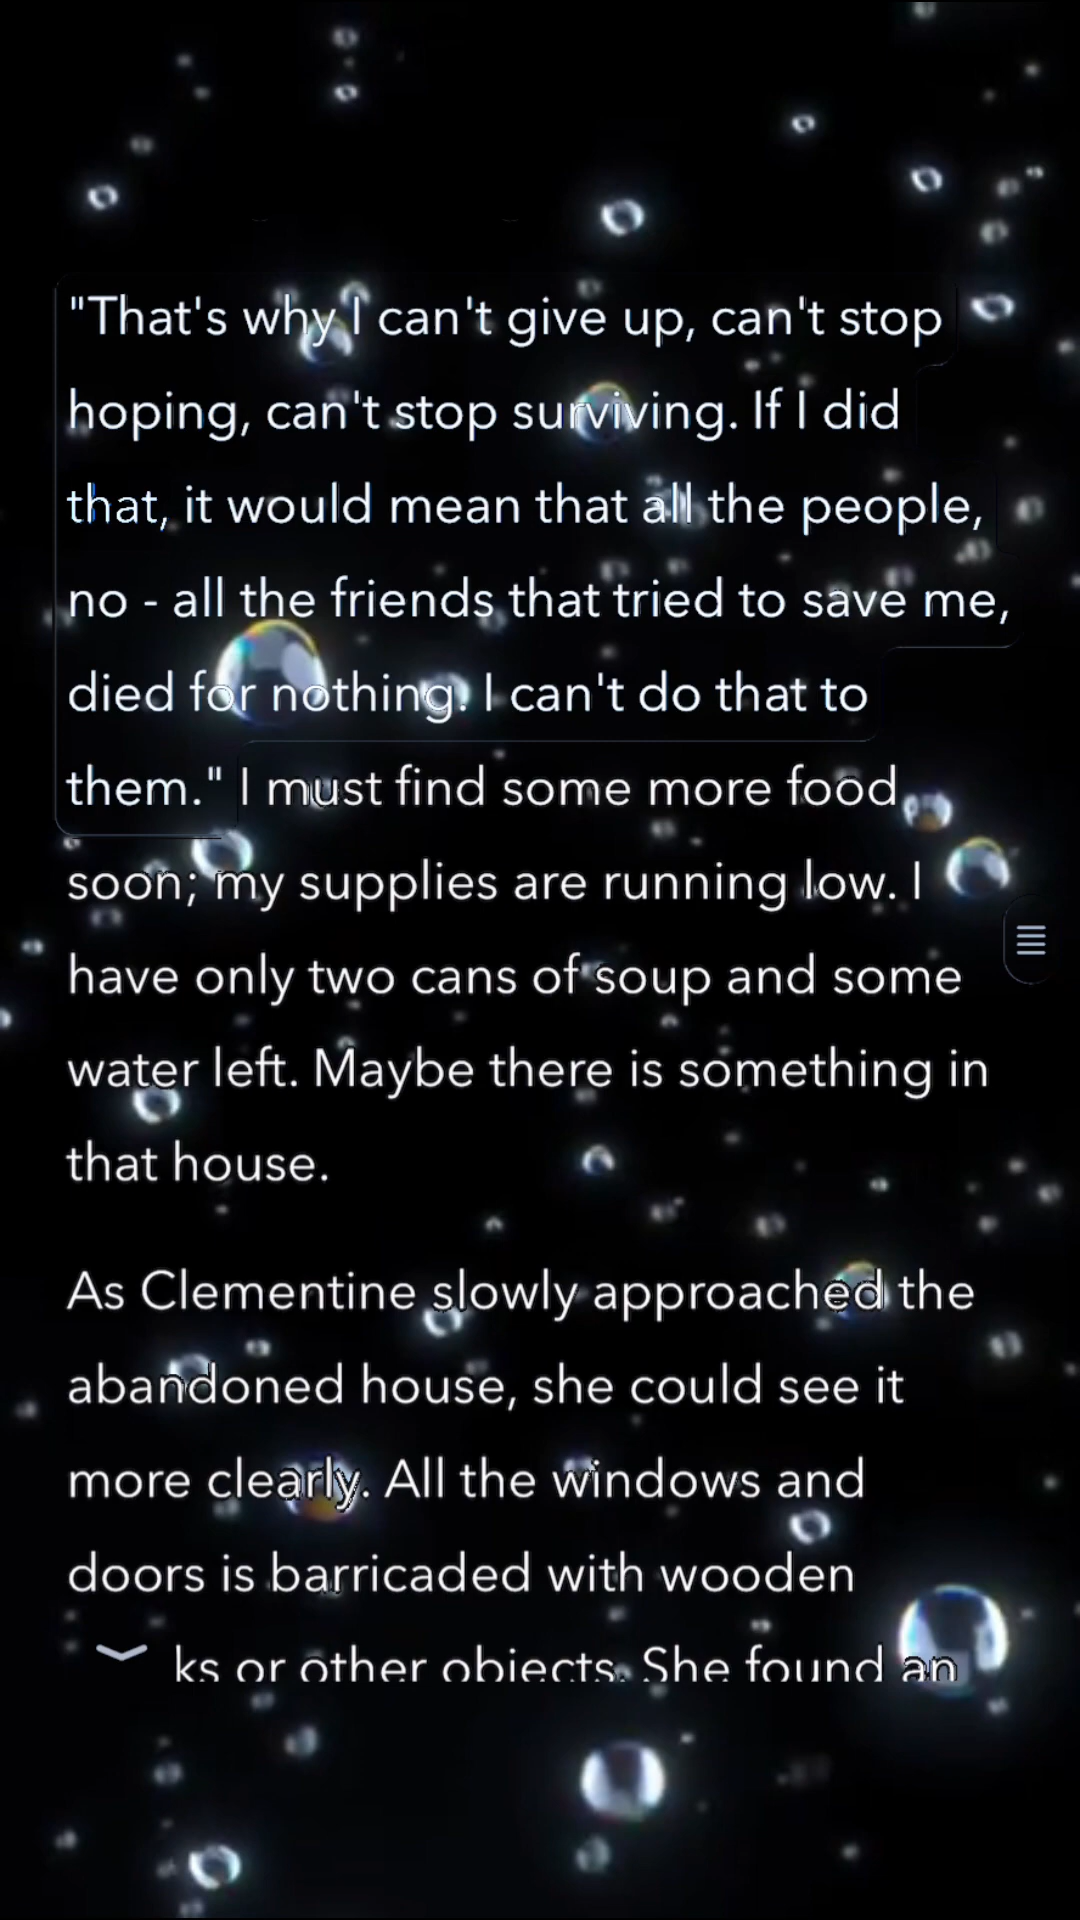 "That's why I can't give up, can't stop
hoping, can't stop surviving. If I did
that, it would mean that all the people,
no - all the friends that tried to save me,
died for nothing! I can't do that to
them." I must find some more food
soon; my supplies are running low. I
have only two cans of soup and some
water left. Maybe there is something in
that house.
As Clementine slowly approached the
abandoned house, she could see it
more clearly. All the windows and
doors is barricaded with wooden
ks or other objects. She found an